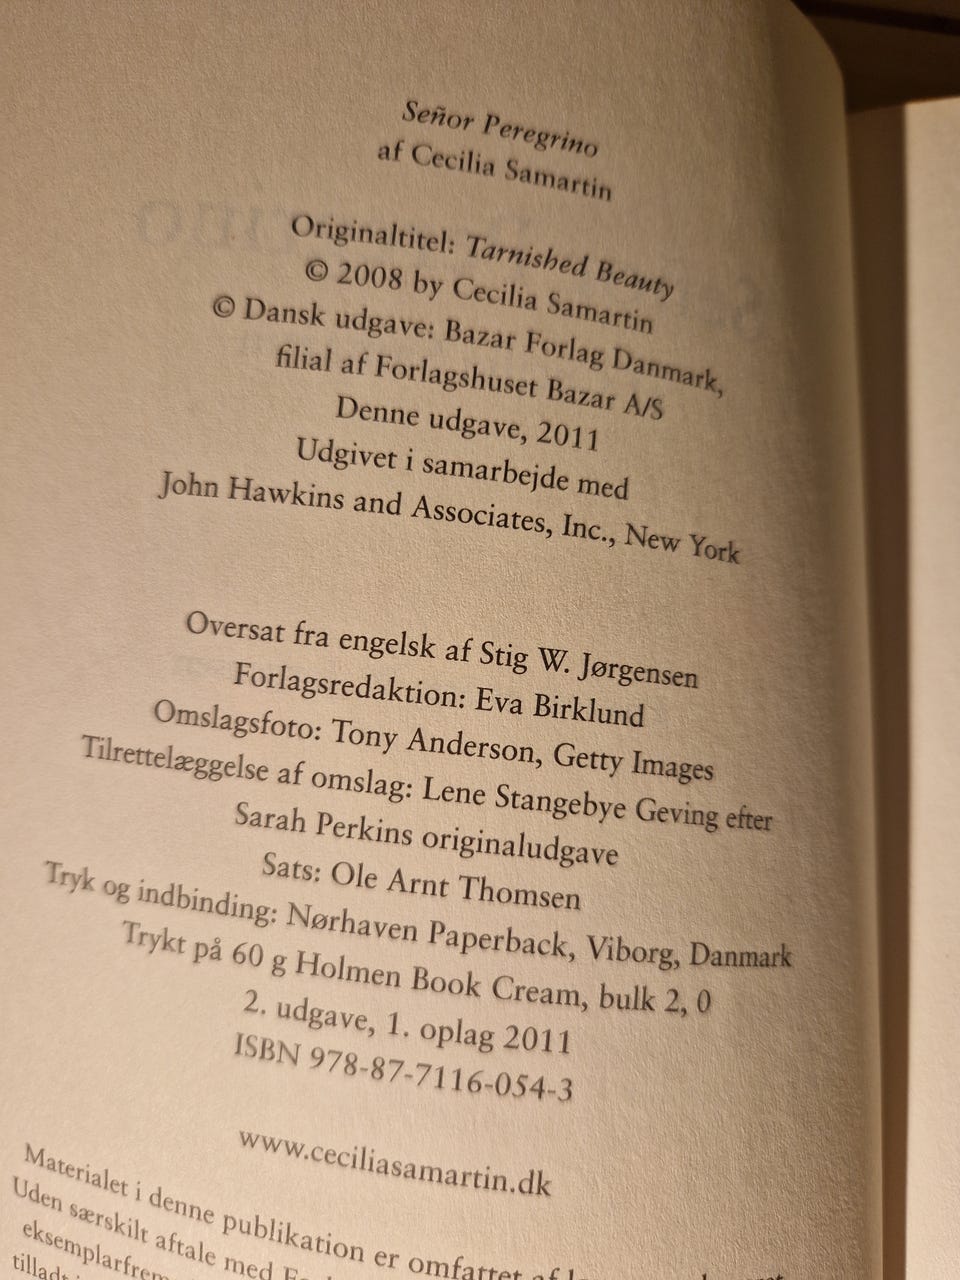 Señor Peregrino
af Cecilia Samartin
Originaltitel: Tarnished Beauty
© 2008 by Cecilia Samartin
© Dansk udgave: Bazar Forlag Danmark,
filial af Forlagshuset Bazar A/S
Denne udgave, 2011
Udgivet i samarbejde med
John Hawkins and Associates, Inc., New York
Oversat fra engelsk af Stig W. Jørgensen
Forlagsredaktion: Eva Birklund
Omslagsfoto: Tony Anderson, Getty Images
Tilrettelæggelse af omslag: Lene Stangebye Geving efter
Sarah Perkins originaludgave
Sats: Ole Arnt Thomsen
Tryk og indbinding: Nørhaven Paperback, Viborg, Danmark
Trykt på 60 g Holmen Book Cream, bulk 2, 0
2. udgave, 1. oplag 2011
ISBN 978-87-7116-054-3
www.ceciliasamartin.dk
Materialet i denne publikation er omfattet af
Uden særskilt aftale med